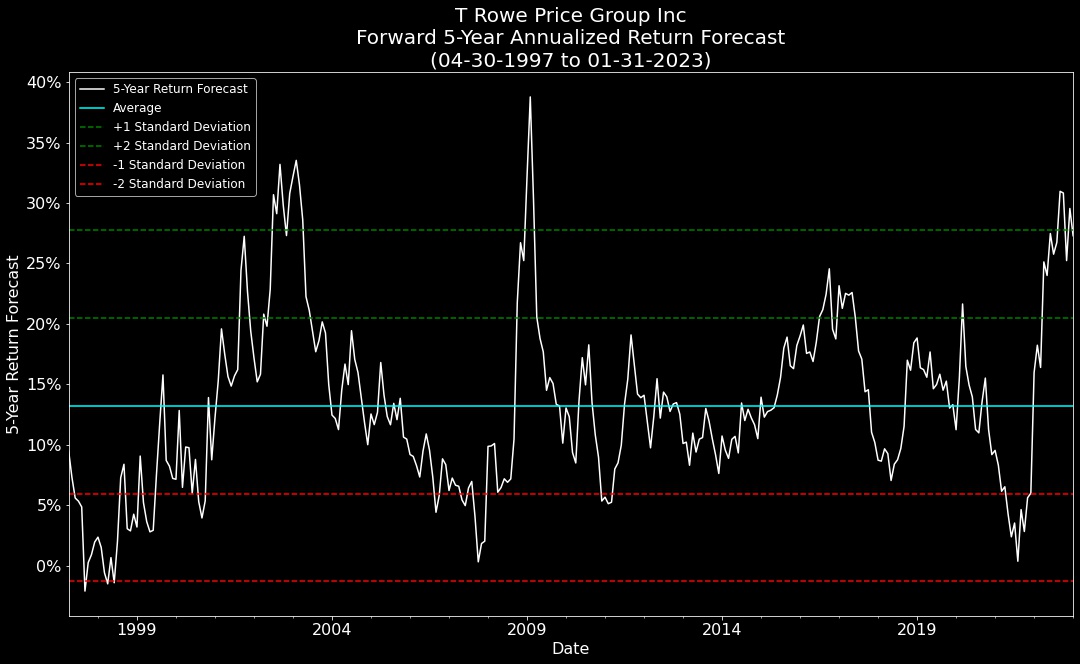 T Rowe Price Group Inc
Forward 5-Year Annualized Return Forecast
(04-30-1997 to 01-31-2023)
40%
35%
30%
25%
20%
15%
10%
5%
0%
5-Year Return Forecast
5-Year Return Forecast
Average
+1 Standard Deviation
+2 Standard Deviation
-1 Standard Deviation
-2 Standard Deviation
1999
2004
2009
2014
2019
Date